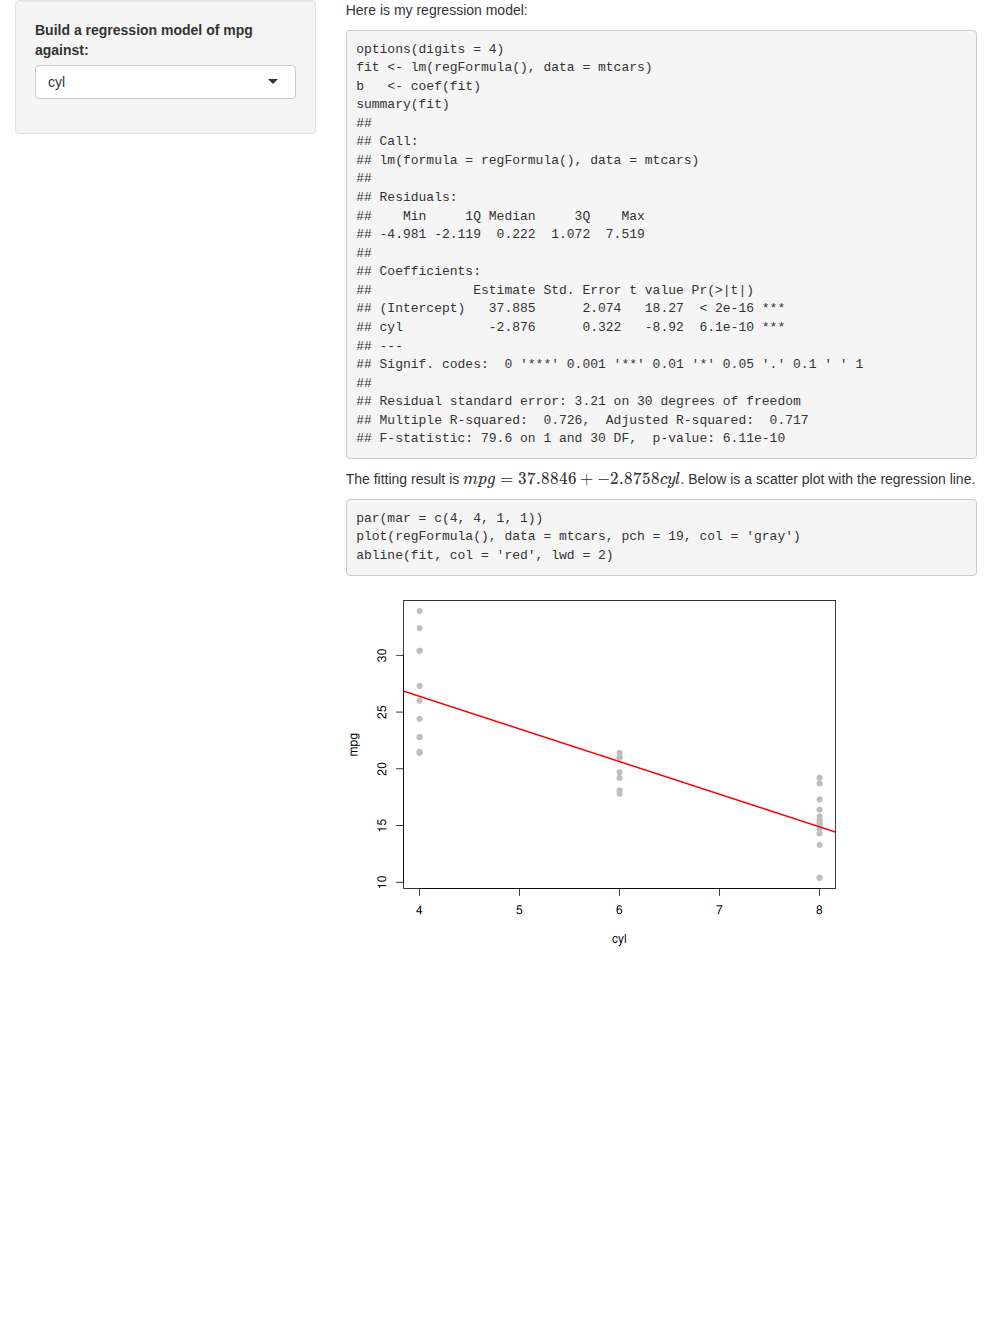 Build a regression model of mpg
against:
cyl
Here is my regression model:
options(digits = 4)
fit <- lm(regFormula(), data = mtcars)
b   <- coef(fit)
summary(fit)
##
## Call:
## lm(formula = regFormula(), data = mtcars)
##
## Residuals:
##    Min     1Q Median     3Q    Max
## -4.981 -2.119  0.222  1.072  7.519
##
## Coefficients:
##             Estimate Std. Error t value Pr(>|t|)
## (Intercept)   37.885      2.074   18.27  < 2e-16 ***
## cyl           -2.876      0.322   -8.92  6.1e-10 ***
## ---
## Signif. codes:  0 '***' 0.001 '**' 0.01 '*' 0.05 '.' 0.1 ' ' 1
##
## Residual standard error: 3.21 on 30 degrees of freedom
## Multiple R-squared:  0.726,  Adjusted R-squared:  0.717
## F-statistic: 79.6 on 1 and 30 DF,  p-value: 6.11e-10
The fitting result is mpg = 37.8846 + −2.8758cyl. Below is a scatter plot with the regression line.
par(mar = c(4, 4, 1, 1))
plot(regFormula(), data = mtcars, pch = 19, col = 'gray')
abline(fit, col = 'red', lwd = 2)
30
25
20
15
10
mpg
4 5 6 7 8
cyl